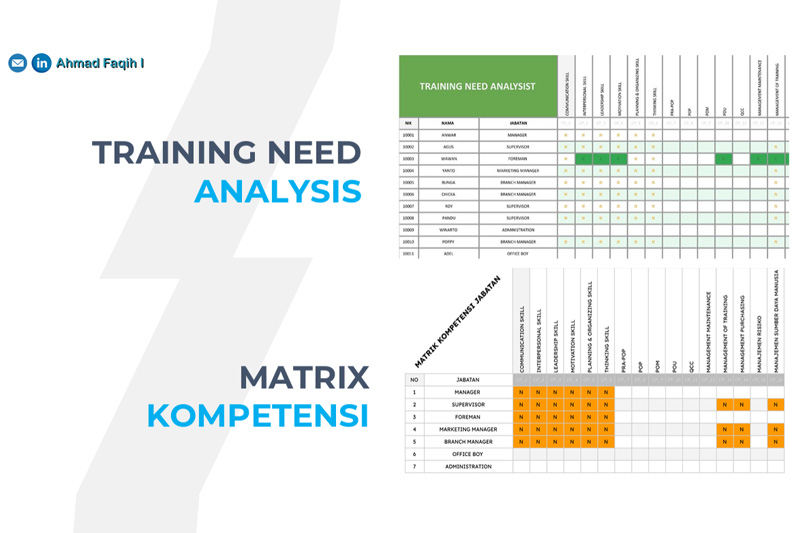 Ahmad Faqih I
TRAINING NEED
ANALYSIS
MATRIX
KOMPETENSI
TRAINING NEED ANALYSIST
COMMUNICATION SKILL
INTERPERSONAL SKILL
LEADERSHIP SKILL
MOTIVATION SKILL
PLANNING & ORGANIZING SKILL
THINKING SKILL
PRA-POP
POP
POM
POU
QCC
MANAGEMENT MAINTENANCE
MANAGEMENT OF TRAINING
NIK NAMA JABATAN
10001 ANWAR MANAGER
10002 AGUS SUPERVISOR
10003 WAWAN FOREMAN
10004 YANTO MARKETING MANAGER
10005 BUNGA BRANCH MANAGER
10006 CHICKA BRANCH MANAGER
10007 ROY SUPERVISOR
10008 PANDU SUPERVISOR
10009 WINARTO ADMINISTRATION
10010 POPPY BRANCH MANAGER
10011 ADEL OFFICE BOY
MATRIK KOMPETENSI JABATAN
COMMUNICATION SKILL
INTERPERSONAL SKILL
LEADERSHIP SKILL
MOTIVATION SKILL
PLANNING & ORGANIZING SKILL
THINKING SKILL
PRA-POP
POP
POM
POU
QCC
MANAGEMENT MAINTENANCE
MANAGEMENT OF TRAINING
MANAGEMENT PURCHASING
MANAJEMEN RISIKO
MANAJEMEN SUMBER DAYA MANUSIA
NO JABATAN
1 MANAGER N N N N N N
2 SUPERVISOR N N N N N N N N N
3 FOREMAN N N N N N N
4 MARKETING MANAGER N N N N N N N N N
5 BRANCH MANAGER N N N N N N N N N
6 OFFICE BOY
7 ADMINISTRATION